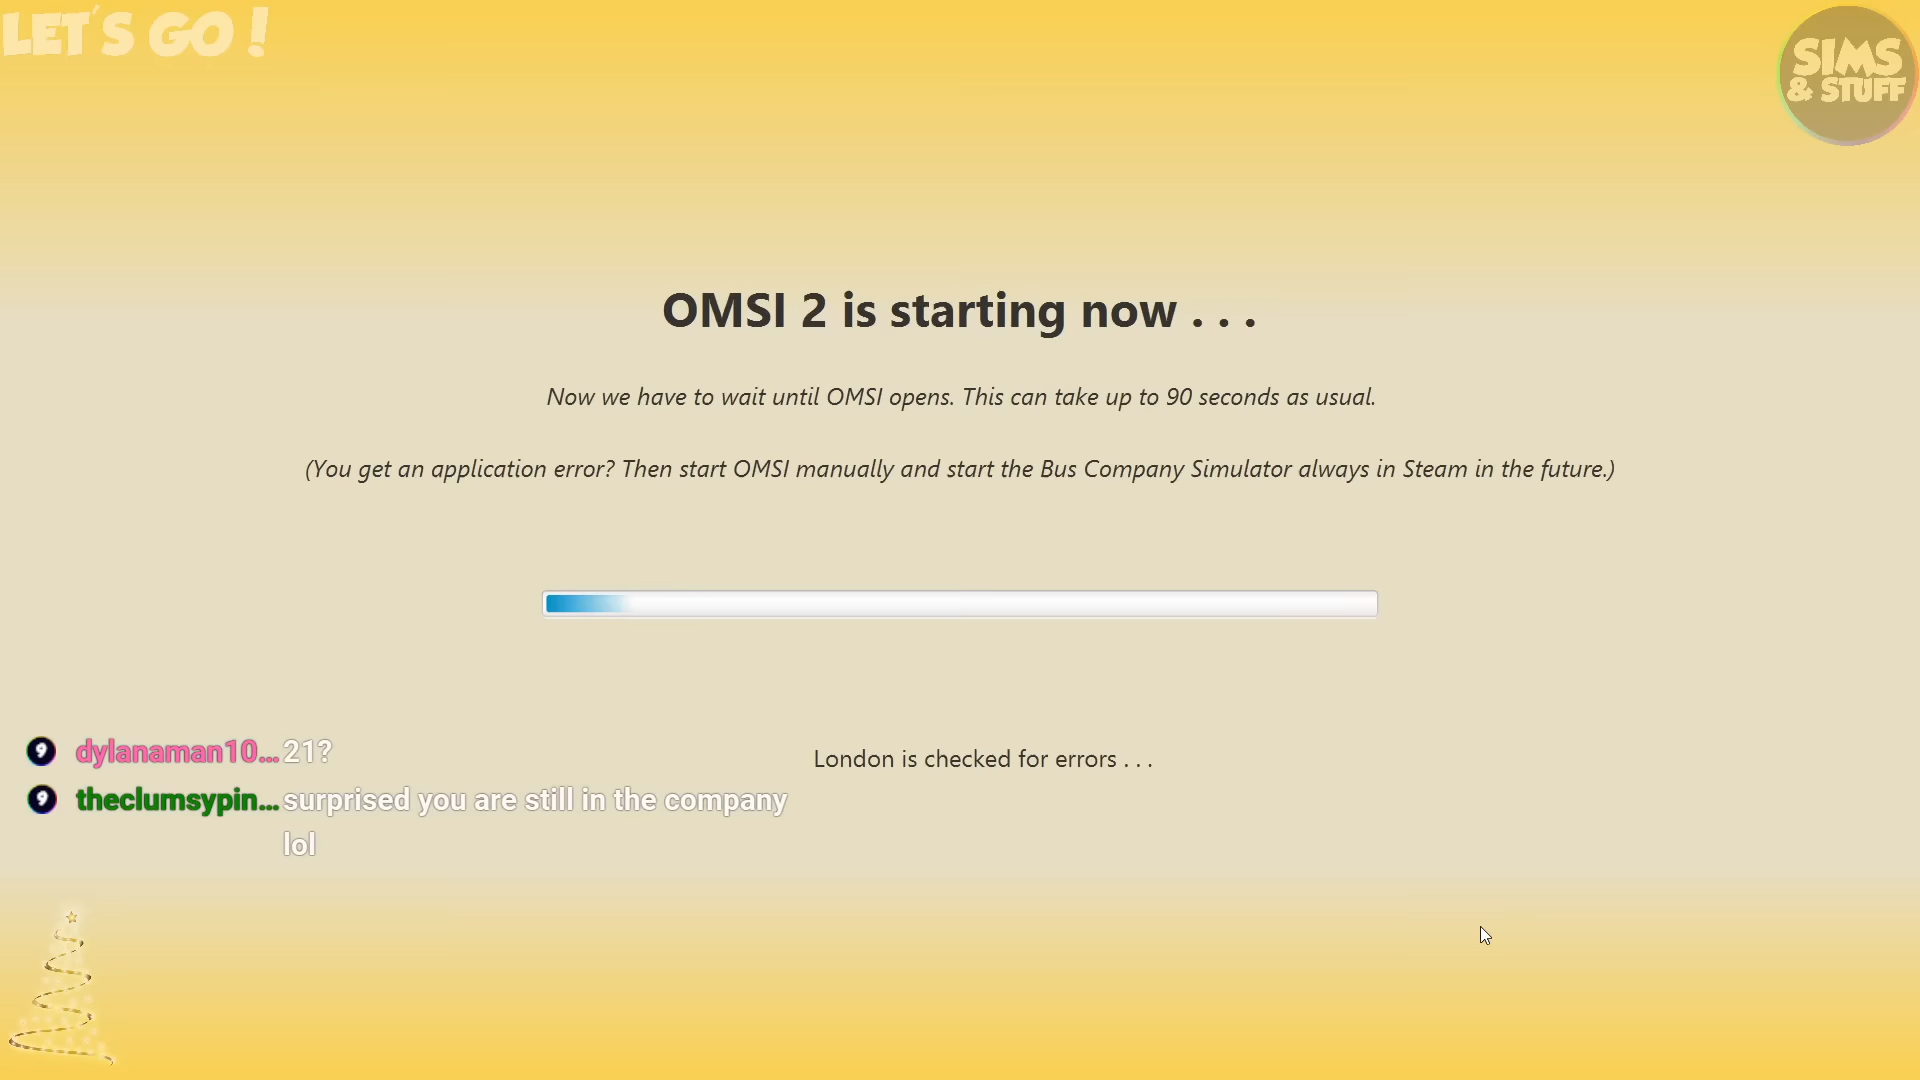 LET'S GO!
SIMS
& STUFF
OMSI 2 is starting now . . .
Now we have to wait until OMSI opens. This can take up to 90 seconds as usual.
(You get an application error? Then start OMSI manually and start the Bus Company Simulator always in Steam in the future.)
London is checked for errors . . .
9 dylanaman10... 21?
9 theclumsypin... surprised you are still in the company
lol